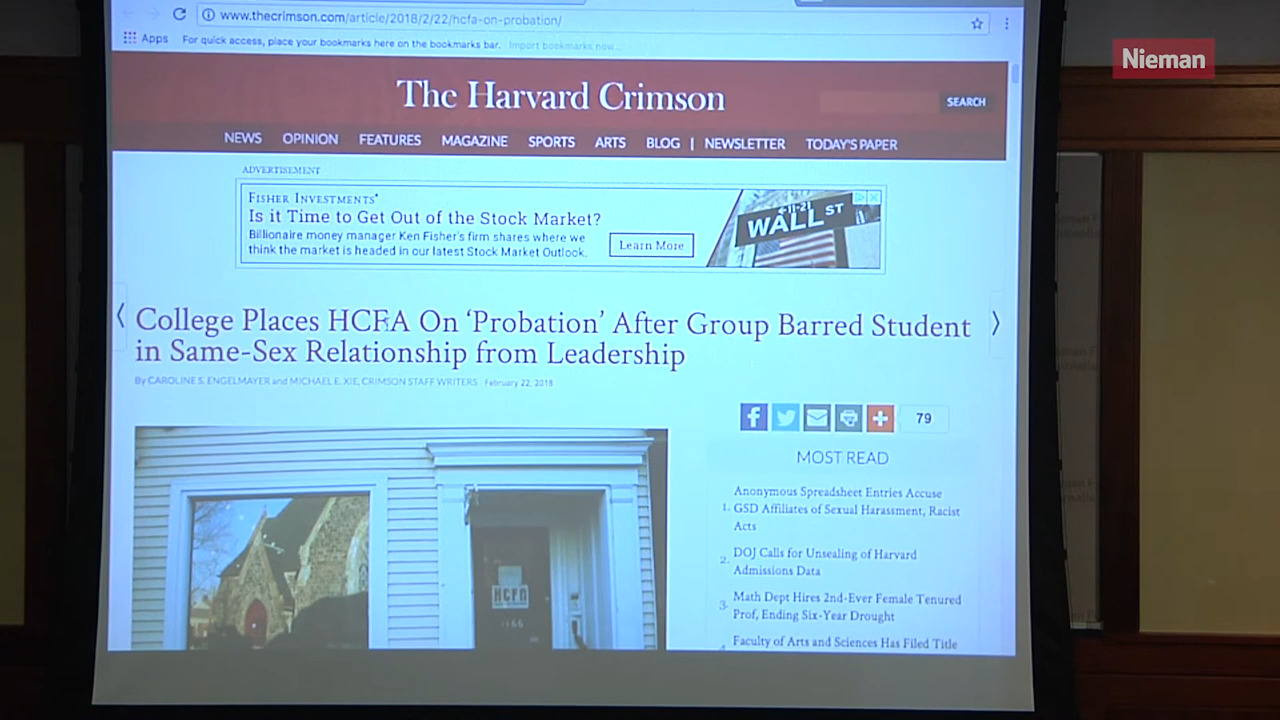 www.thecrimson.com/article/2018/2/22/hcfa-on-probation/
Apps For quick access, place your bookmarks here on the bookmarks bar. Import bookmarks now...
Nieman
The Harvard Crimson
SEARCH
NEWS OPINION FEATURES MAGAZINE SPORTS ARTS BLOG | NEWSLETTER TODAY'S PAPER
ADVERTISEMENT
FISHER INVESTMENTS
Is it Time to Get Out of the Stock Market?
Billionaire money manager Ken Fisher's firm shares where we
think the market is headed in our latest Stock Market Outlook.
Learn More
WALL ST
College Places HCFA On ‘Probation’ After Group Barred Student
in Same-Sex Relationship from Leadership
By CAROLINE S. ENGELMAYER and MICHAEL E. XIE, CRIMSON STAFF WRITERS February 22, 2018
79
MOST READ
Anonymous Spreadsheet Entries Accuse
1. GSD Affiliates of Sexual Harassment, Racist
Acts
2. DOJ Calls for Unsealing of Harvard
Admissions Data
3. Math Dept Hires 2nd-Ever Female Tenured
Prof, Ending Six-Year Drought
Faculty of Arts and Sciences Has Filed Title
HCFA